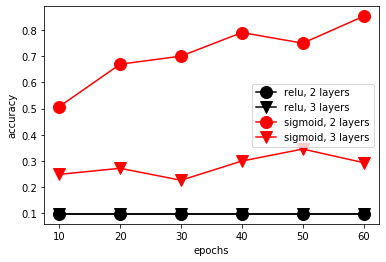 0.8
0.7
0.6
0.5
0.4
0.3
0.2
0.1
accuracy
relu, 2 layers
relu, 3 layers
sigmoid, 2 layers
sigmoid, 3 layers
10 20 30 40 50 60
epochs